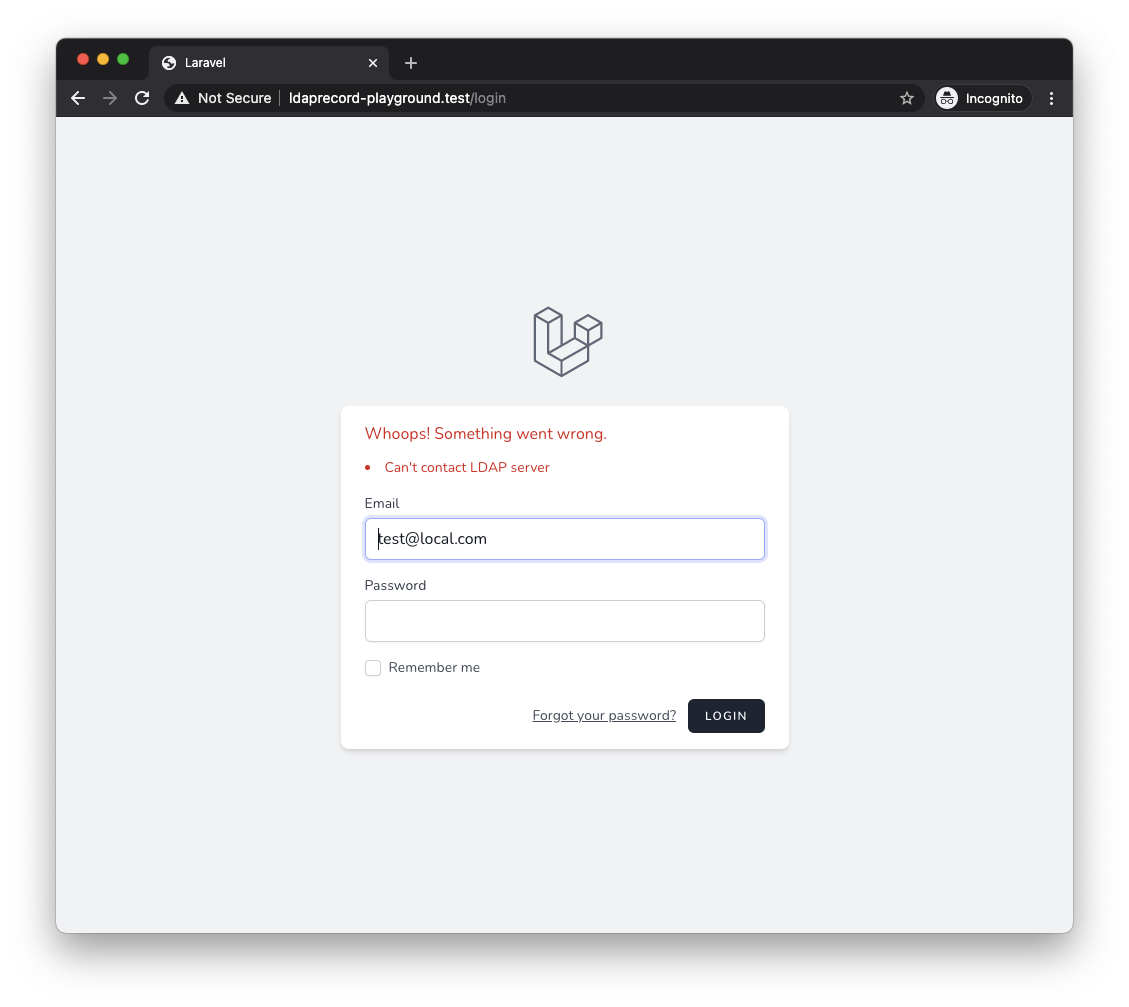 Laravel
Not Secure ldaprecord-playground.test/login Incognito
Whoops! Something went wrong.
Can't contact LDAP server
Email
test@local.com
Password
Remember me
Forgot your password? LOGIN